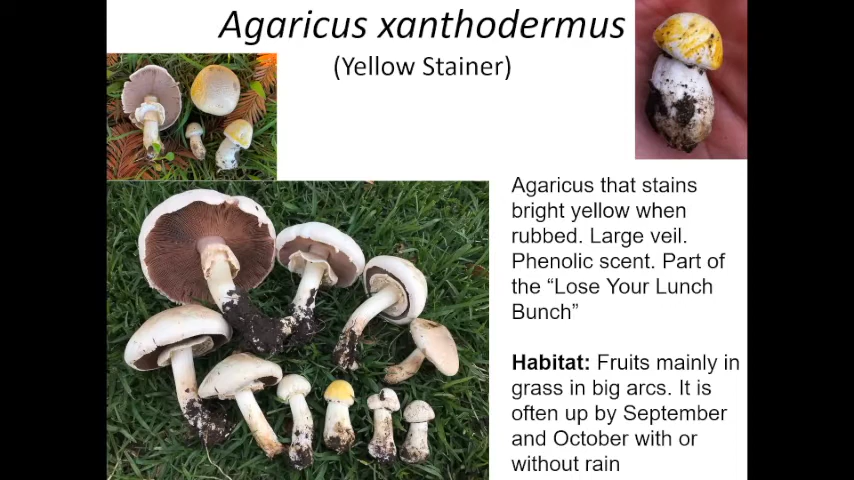 Agaricus xanthodermus
(Yellow Stainer)
Agaricus that stains
bright yellow when
rubbed. Large veil.
Phenolic scent. Part of
the “Lose Your Lunch
Bunch”
Habitat: Fruits mainly in
grass in big arcs. It is
often up by September
and October with or
without rain